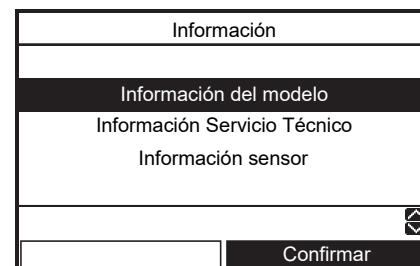 Información
Información del modelo
Información Servicio Técnico
Información sensor
Confirmar